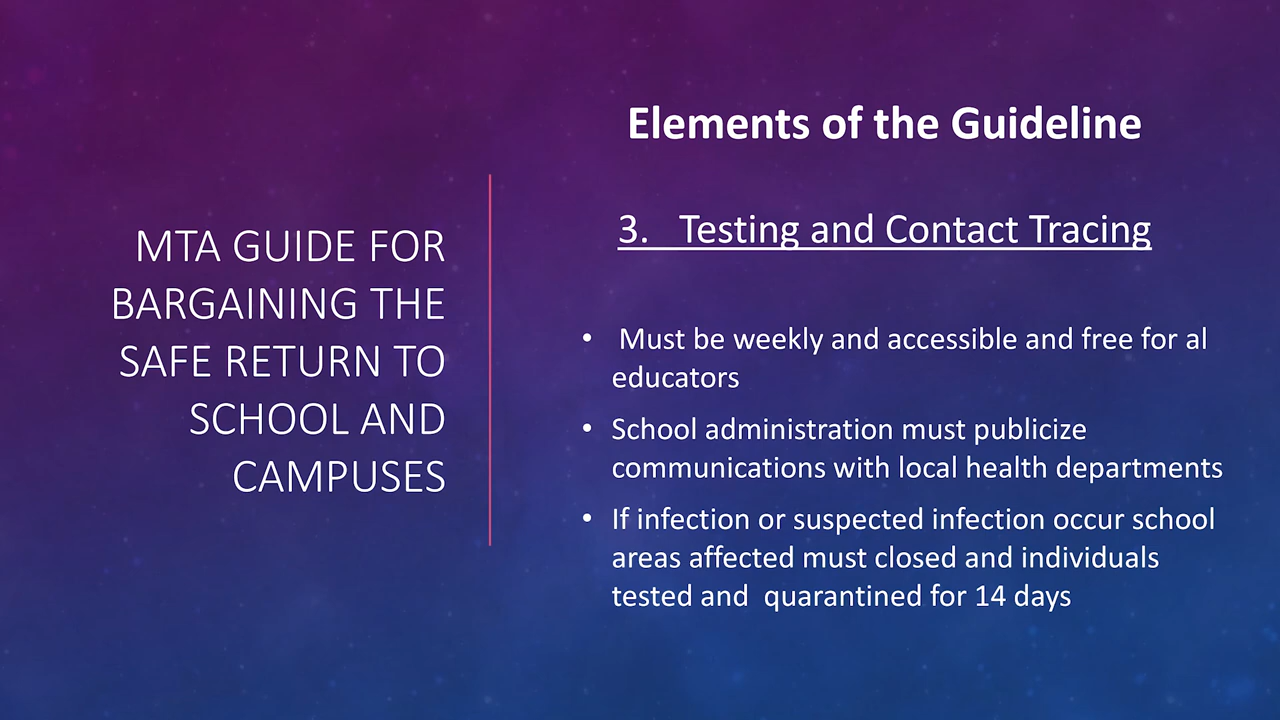 MTA GUIDE FOR
BARGAINING THE
SAFE RETURN TO
SCHOOL AND
CAMPUSES
Elements of the Guideline
3. Testing and Contact Tracing
• Must be weekly and accessible and free for al
educators
• School administration must publicize
communications with local health departments
• If infection or suspected infection occur school
areas affected must closed and individuals
tested and quarantined for 14 days